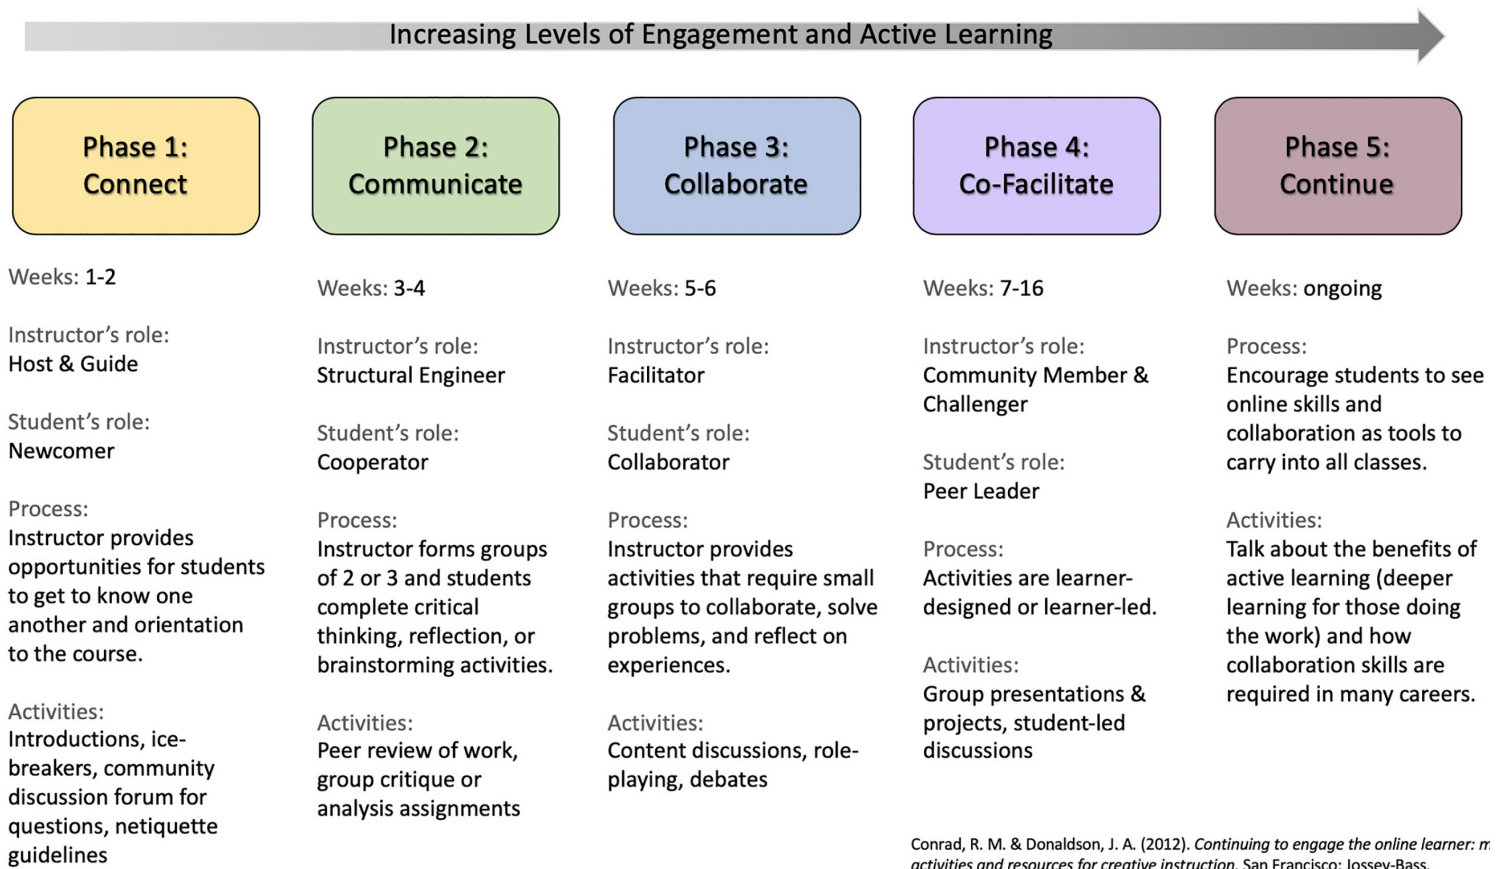 Increasing Levels of Engagement and Active Learning
Phase 1:
Connect
Phase 2:
Communicate
Phase 3:
Collaborate
Phase 4:
Co-Facilitate
Phase 5:
Continue
Weeks: 1-2
Instructor’s role:
Host & Guide
Student’s role:
Newcomer
Process:
Instructor provides
opportunities for students
to get to know one
another and orientation
to the course.
Activities:
Introductions, ice-
breakers, community
discussion forum for
questions, netiquette
guidelines
Weeks: 3-4
Instructor’s role:
Structural Engineer
Student’s role:
Cooperator
Process:
Instructor forms groups
of 2 or 3 and students
complete critical
thinking, reflection, or
brainstorming activities.
Activities:
Peer review of work,
group critique or
analysis assignments
Weeks: 5-6
Instructor’s role:
Facilitator
Student’s role:
Collaborator
Process:
Instructor provides
activities that require small
groups to collaborate, solve
problems, and reflect on
experiences.
Activities:
Content discussions, role-
playing, debates
Weeks: 7-16
Instructor’s role:
Community Member &
Challenger
Student’s role:
Peer Leader
Process:
Activities are learner-
designed or learner-led.
Activities:
Group presentations &
projects, student-led
discussions
Weeks: ongoing
Process:
Encourage students to see
online skills and
collaboration as tools to
carry into all classes.
Activities:
Talk about the benefits of
active learning (deeper
learning for those doing
the work) and how
collaboration skills are
required in many careers.
Conrad, R. M. & Donaldson, J. A. (2012). Continuing to engage the online learner:
activities and resources for creative instruction. San Francisco: Jossey-Bass.